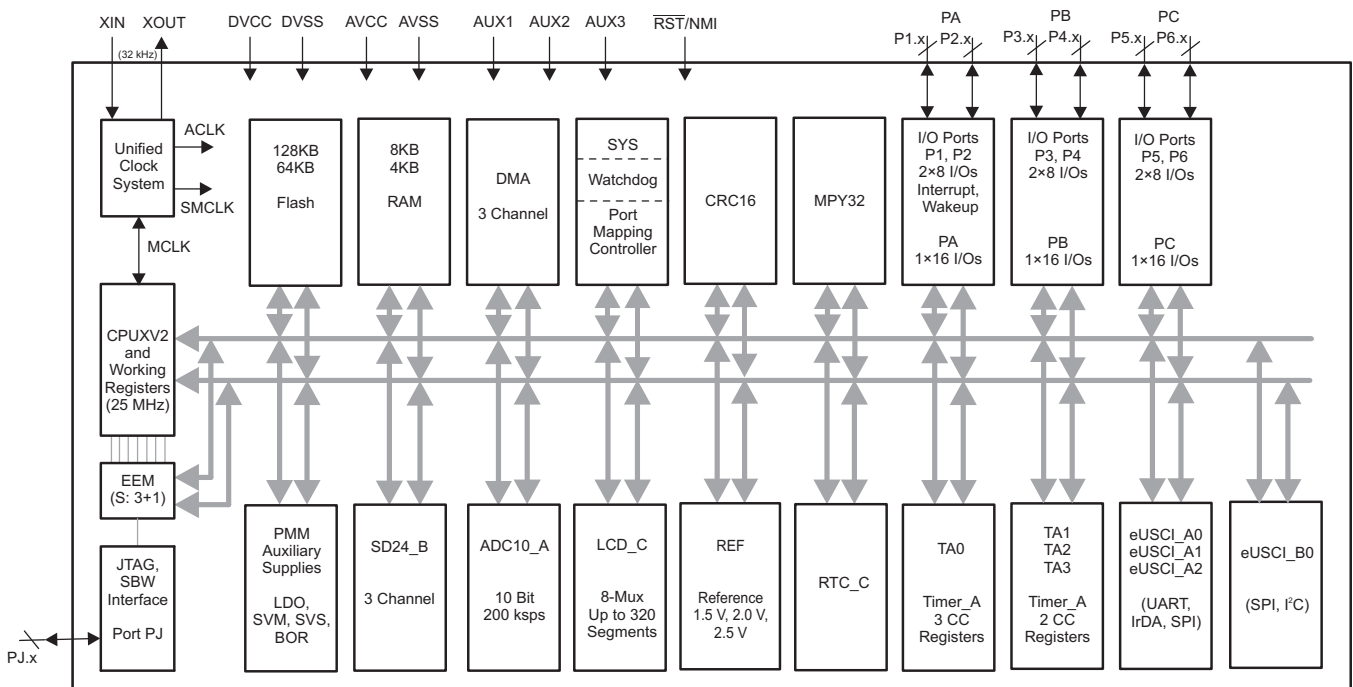 XIN XOUT DVCC DVSS AVCC AVSS AUX1 AUX2 AUX3 RST/NMI
(32 kHz)
PA
P1.x P2.x
PB
P3.x P4.x
PC
P5.x P6.x
Unified
Clock
System
ACLK
SMCLK
MCLK
128KB
64KB
Flash
8KB
4KB
RAM
DMA
3 Channel
SYS
Watchdog
Port
Mapping
Controller
CRC16
MPY32
I/O Ports
P1, P2
2×8 I/Os
Interrupt,
Wakeup
PA
1×16 I/Os
I/O Ports
P3, P4
2×8 I/Os
PB
1×16 I/Os
I/O Ports
P5, P6
2×8 I/Os
PC
1×16 I/Os
CPUXV2
and
Working
Registers
(25 MHz)
EEM
(S: 3+1)
JTAG,
SBW
Interface
Port PJ
PJ.x
PMM
Auxiliary
Supplies
LDO,
SVM, SVS,
BOR
SD24_B
3 Channel
ADC10_A
10 Bit
200 ksps
LCD_C
8-Mux
Up to 320
Segments
REF
Reference
1.5 V, 2.0 V,
2.5 V
RTC_C
TA0
Timer_A
3 CC
Registers
TA1
TA2
TA3
Timer_A
2 CC
Registers
eUSCI_A0
eUSCI_A1
eUSCI_A2
(UART,
IrDA, SPI)
eUSCI_B0
(SPI, I²C)